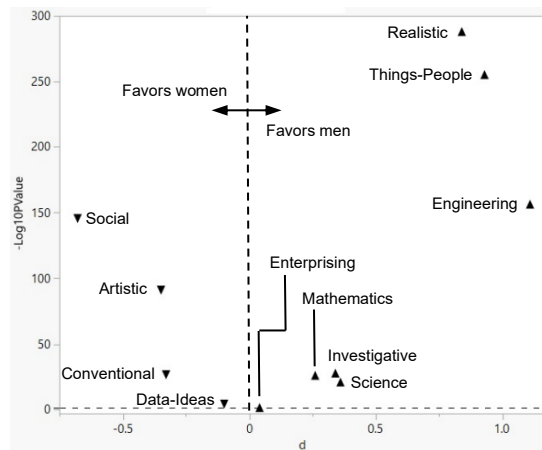 300
Realistic
Things-People
250
Favors women
Favors men
200
-Log10PValue
150
Social
Engineering
Enterprising
100
Artistic
Mathematics
50
Investigative
Conventional
Science
Data-Ideas
0
-0.5
0
0.5
1.0
d